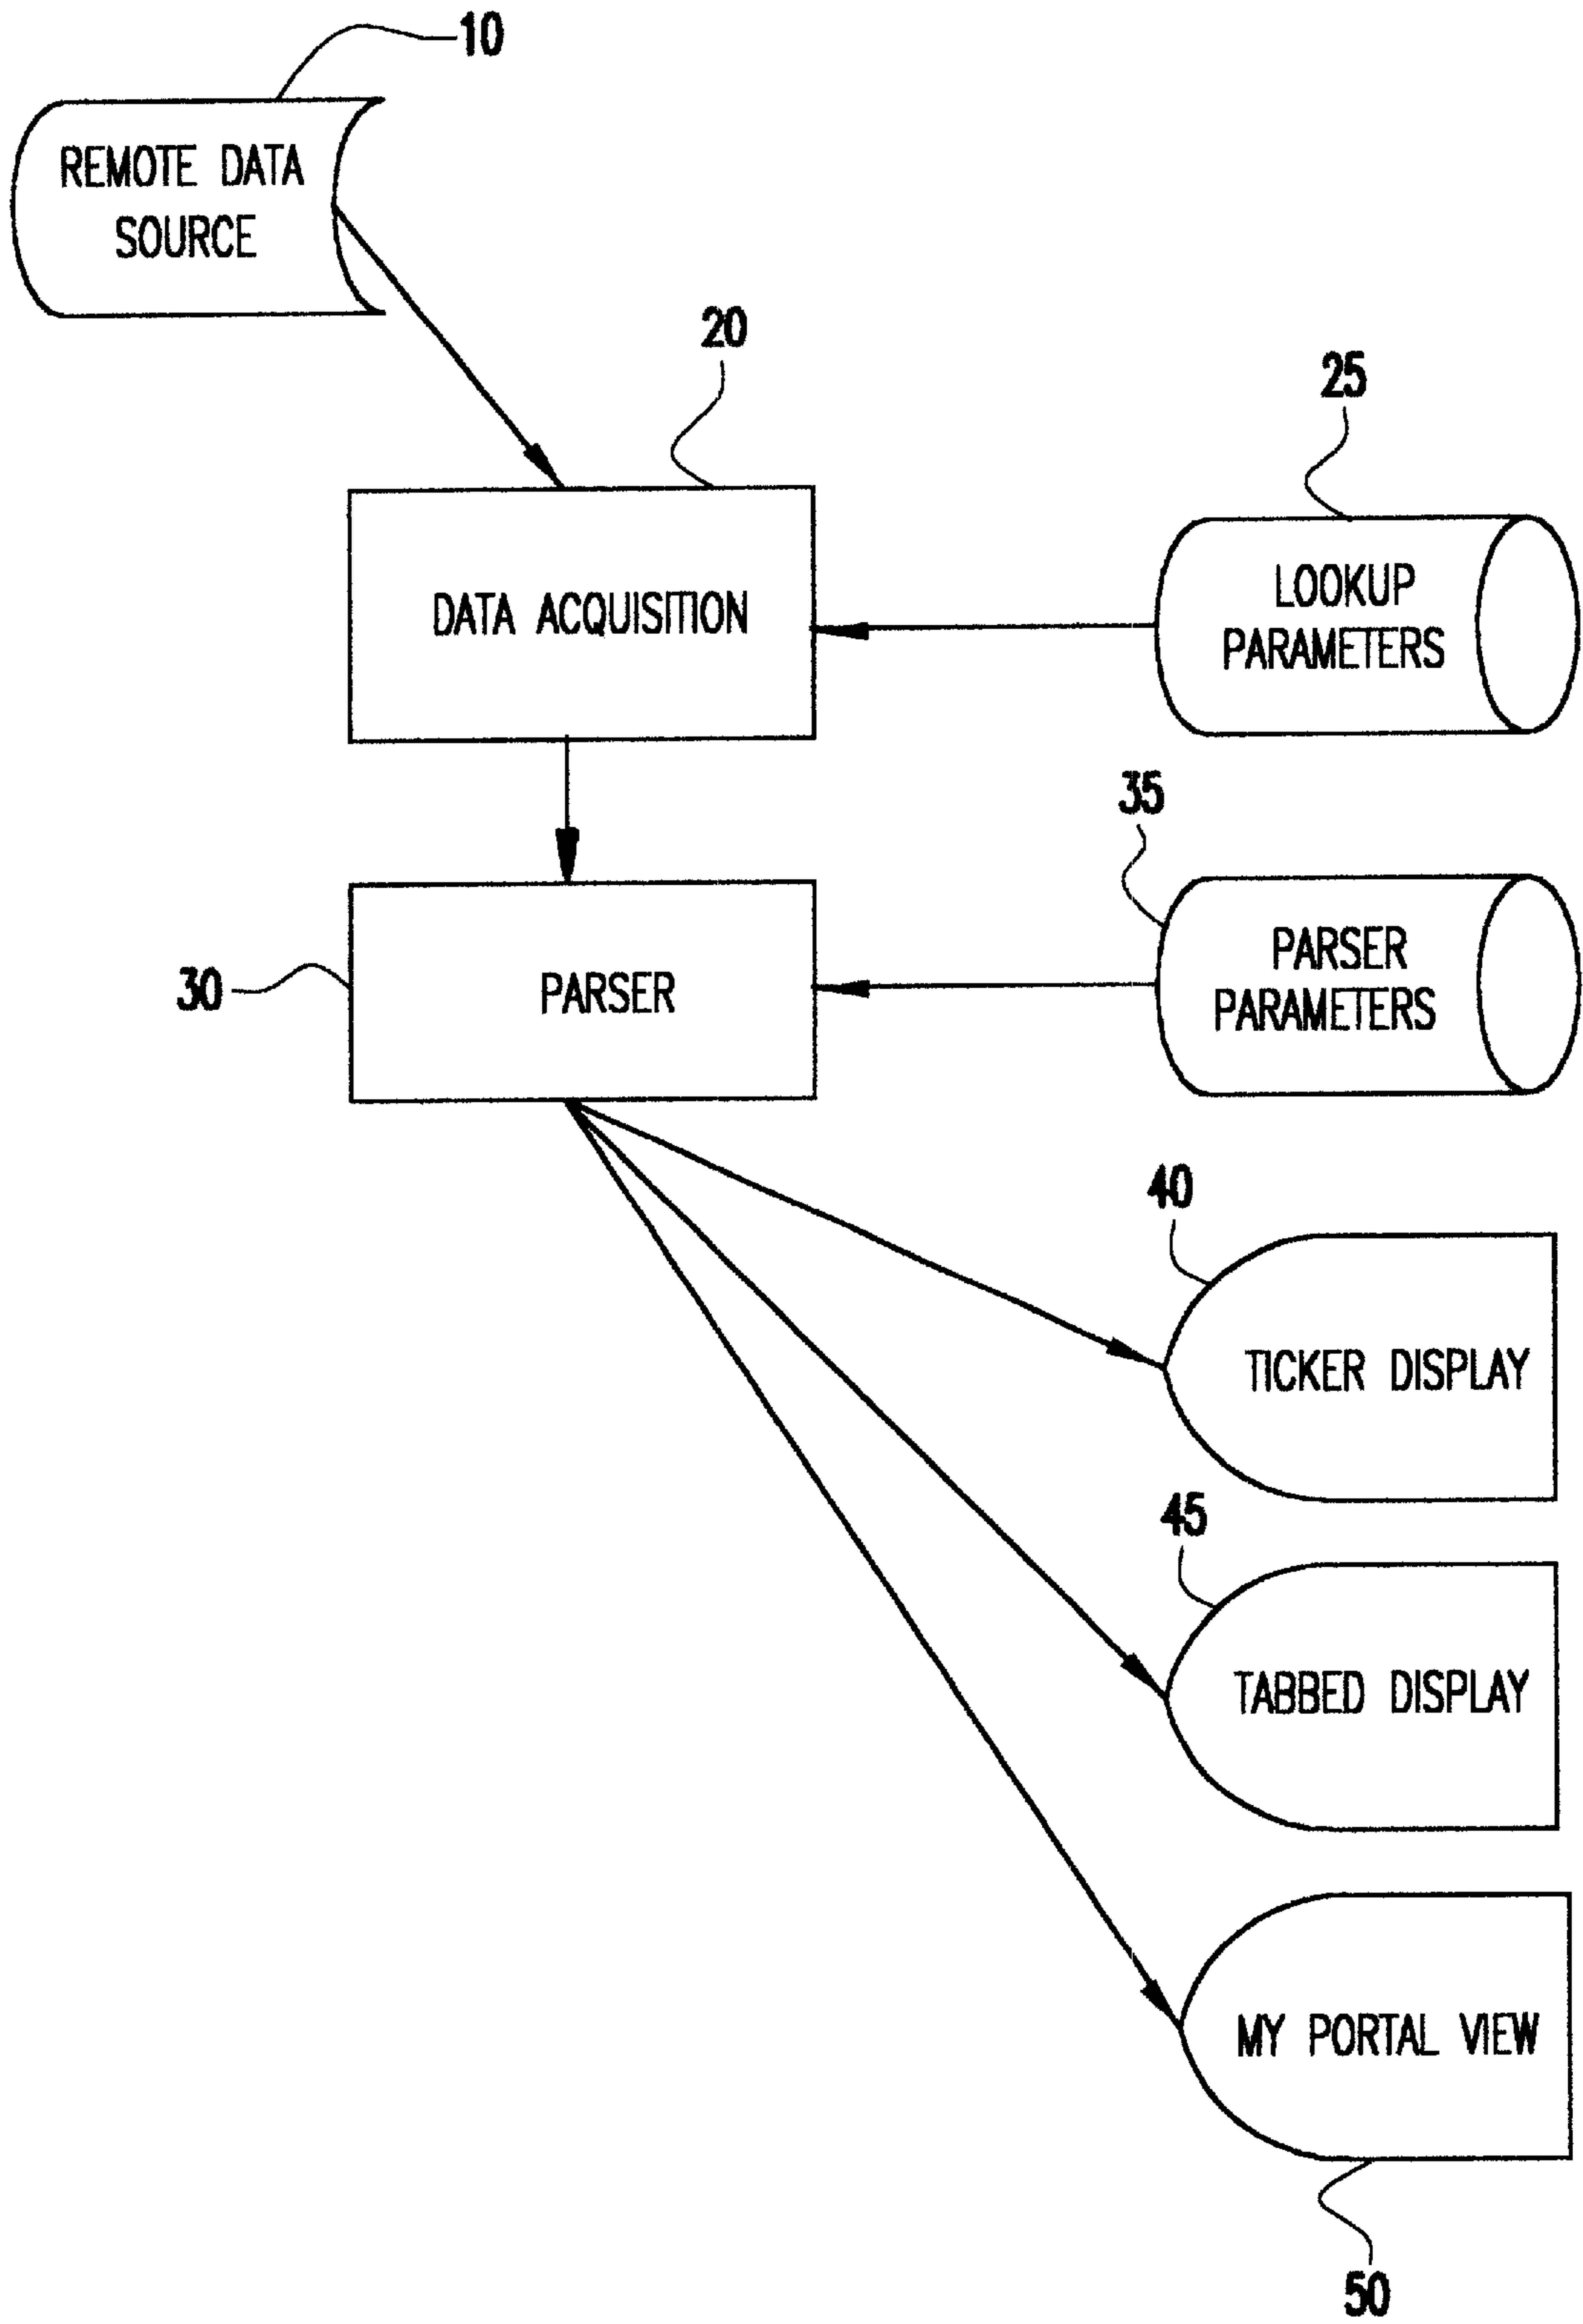 10
REMOTE DATA
SOURCE
20
25
DATA ACQUISITION
LOOKUP
PARAMETERS
35
30
PARSER
PARSER
PARAMETERS
40
TICKER DISPLAY
45
TABBED DISPLAY
MY PORTAL VIEW
50